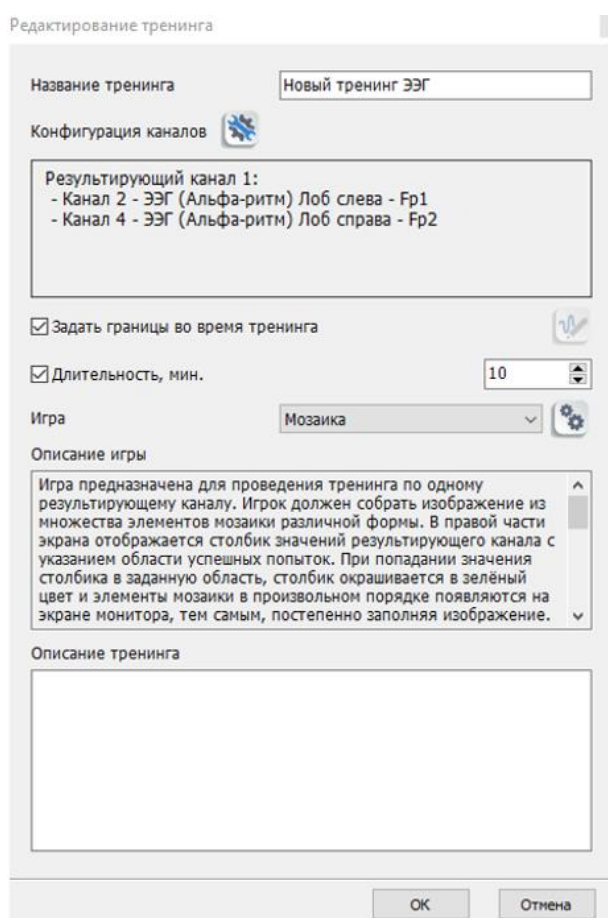 Редактирование тренинга
Название тренинга
Новый тренинг ЭЭГ
Конфигурация каналов
Результирующий канал 1:
- Канал 2 - ЭЭГ (Альфа-ритм) Лоб слева - Fp1
- Канал 4 - ЭЭГ (Альфа-ритм) Лоб справа - Fp2
Задать границы во время тренинга
Длительность, мин.
10
Игра
Мозаика
Описание игры
Игра предназначена для проведения тренинга по одному
результирующему каналу. Игрок должен собрать изображение из
множества элементов мозаики различной формы. В правой части
экрана отображается столбик значений результирующего канала с
указанием области успешных попыток. При попадании значения
столбика в заданную область, столбик окрашивается в зелёный
цвет и элементы мозаики в произвольном порядке появляются на
экране монитора, тем самым, постепенно заполняя изображение.
Описание тренинга
ОК
Отмена